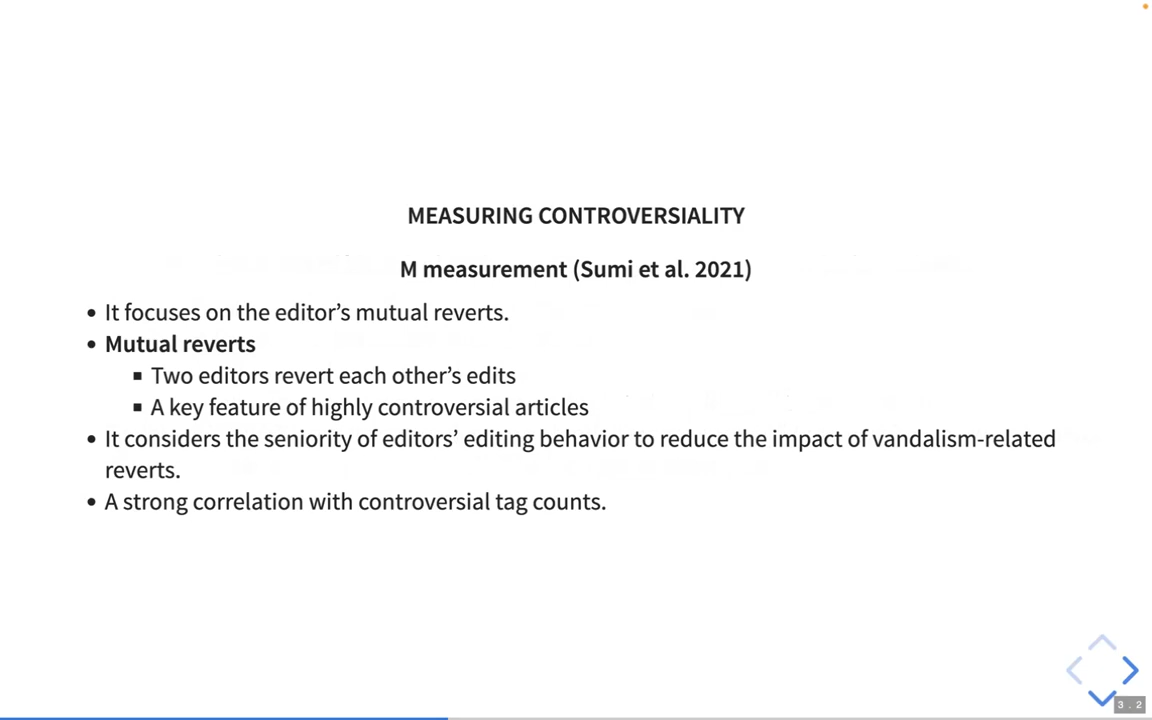 MEASURING CONTROVERSIALITY
M measurement (Sumi et al. 2021)
• It focuses on the editor’s mutual reverts.
• Mutual reverts
▪ Two editors revert each other’s edits
▪ A key feature of highly controversial articles
• It considers the seniority of editors’ editing behavior to reduce the impact of vandalism-related
reverts.
• A strong correlation with controversial tag counts.
3 . 2